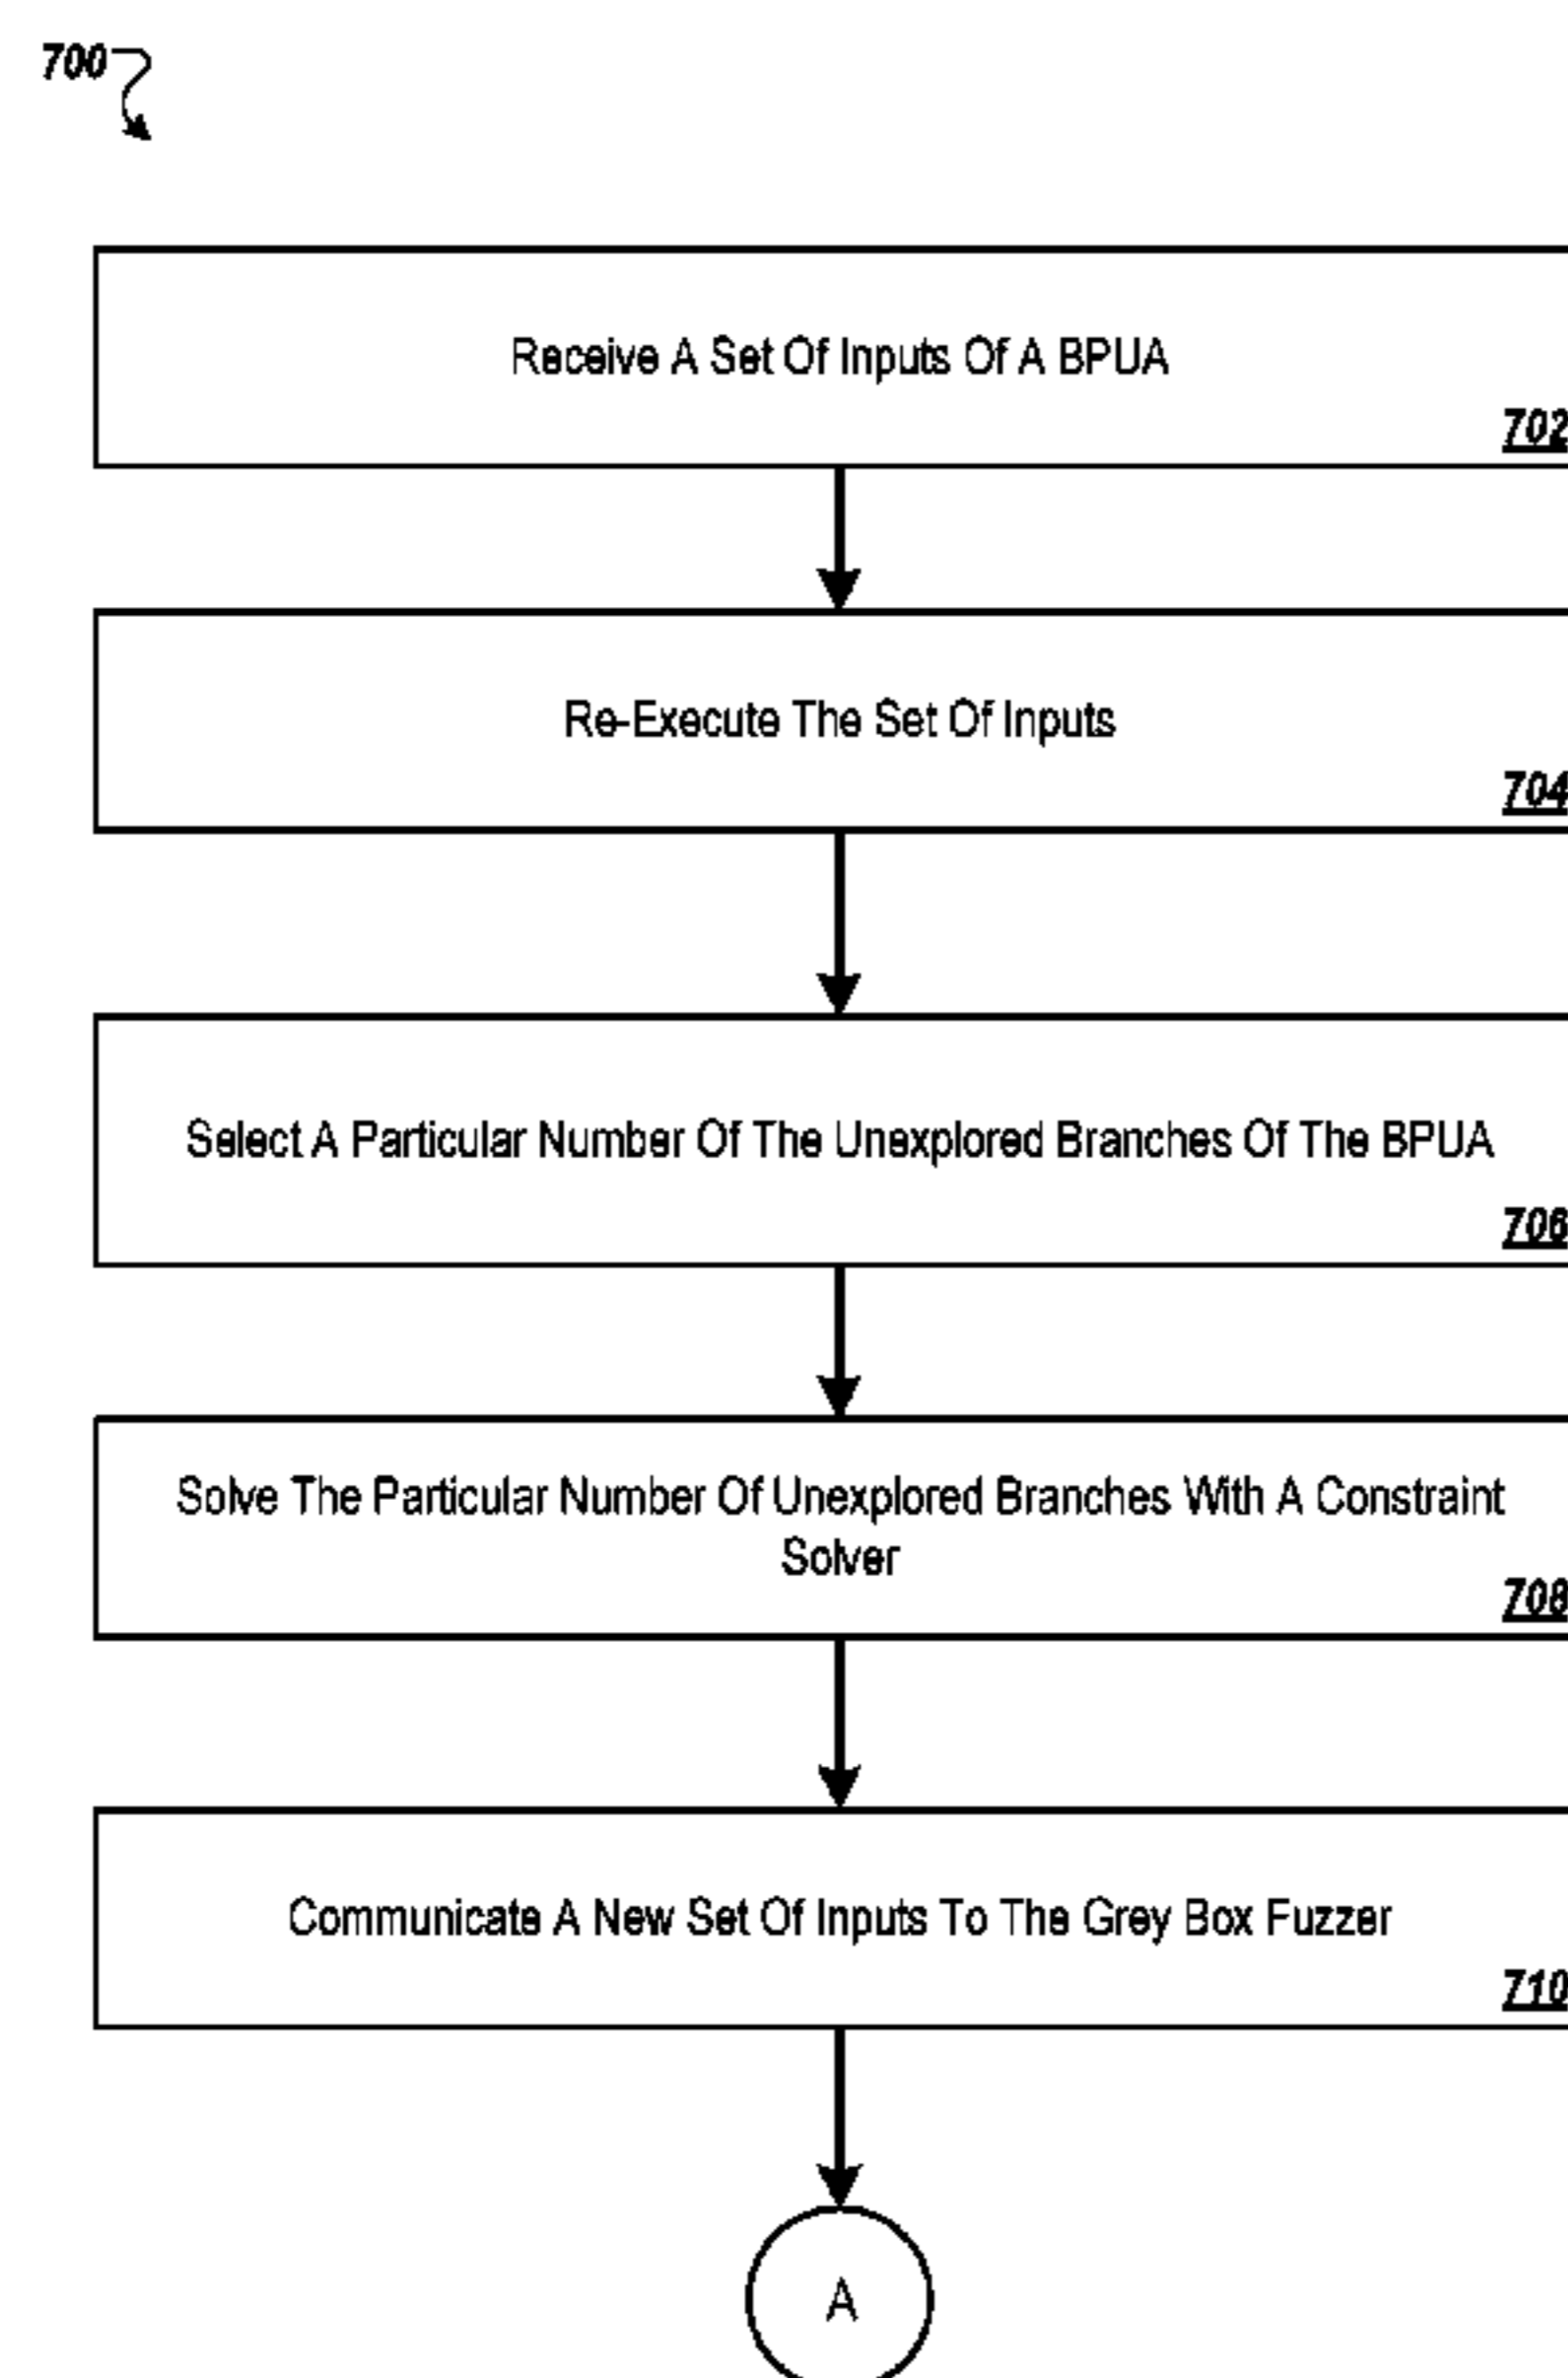 700
Receive A Set Of Inputs Of A BPUA
702
Re-Execute The Set Of Inputs
704
Select A Particular Number Of The Unexplored Branches Of The BPUA
706
Solve The Particular Number Of Unexplored Branches With A Constraint
Solver
708
Communicate A New Set Of Inputs To The Grey Box Fuzzer
710
A